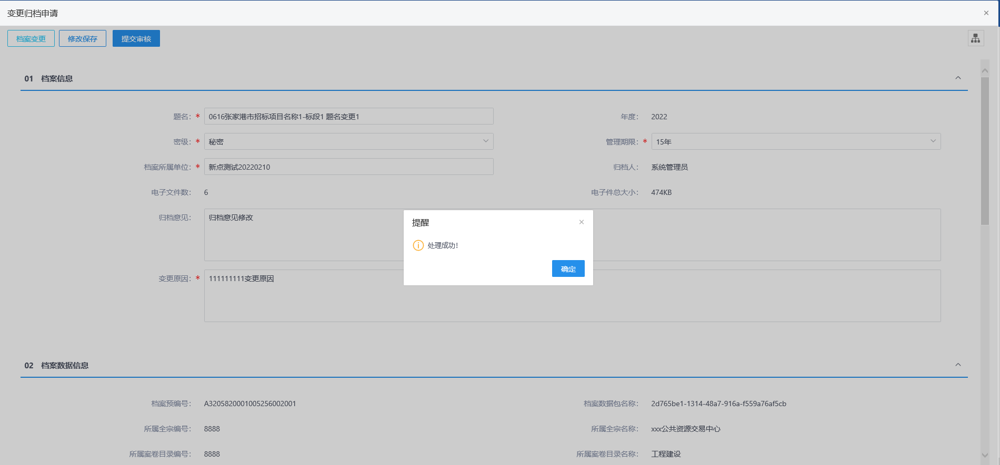 变更归档申请
档案变更 修改保存 提交审核
01 档案信息
题名： * 0616张家港市招标项目名称1-标段1 题名变更1 年度： 2022
密级： * 秘密 管理期限： * 15年
档案所属单位： * 新点测试20220210 归档人： 系统管理员
电子文件数： 6 电子件总大小： 474KB
归档意见： 归档意见修改
提醒
处理成功!
确定
变更原因： * 111111111变更原因
02 档案数据信息
档案预编号： A3205820001005256002001 档案数据包名称： 2d765be1-1314-48a7-916a-f559a76af5cb
所属全宗编号： 8888 所属全宗名称： xxx公共资源交易中心
所属案卷目录编号： 8888 所属案卷目录名称： 工程建设